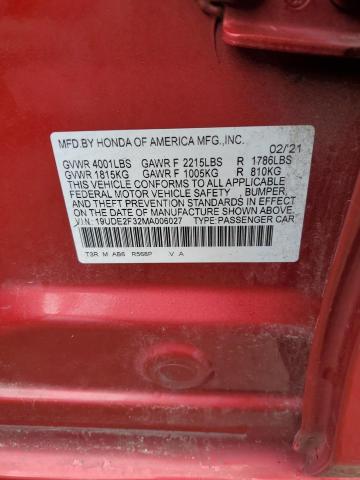 MFD.BY HONDA OF AMERICA MFG.,INC. 02/21
GVWR 4001LBS GAWR F 2215LBS R 1786LBS
GVWR 1815KG GAWR F 1005KG R 810KG
THIS VEHICLE CONFORMS TO ALL APPLICABLE
FEDERAL MOTOR VEHICLE SAFETY, BUMPER,
AND THEFT PREVENTION STANDARDS IN EFFECT
ON THE DATE OF MANUFACTURE SHOWN ABOVE.
V.I.N: 19UDE2F32MA006027 TYPE:PASSENGER CAR
T3R M AB6 R568P V A